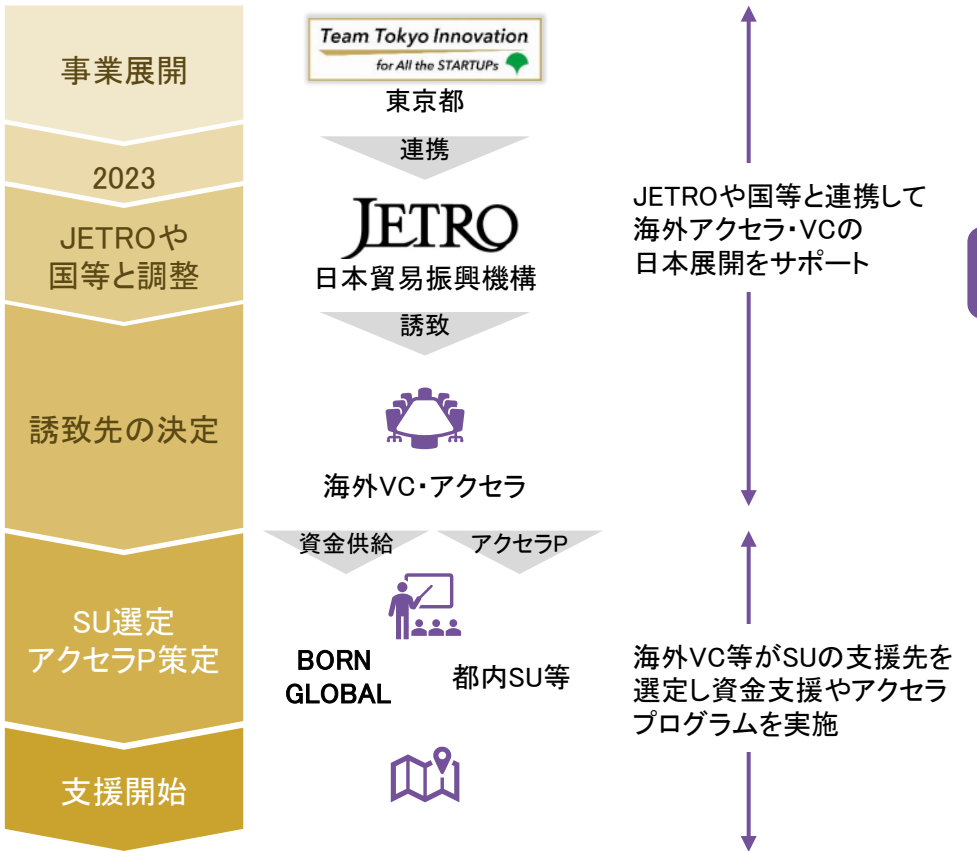 事業展開
2023
JETROや
国等と調整
誘致先の決定
SU選定
アクセラP策定
支援開始
Team Tokyo Innovation
for All the STARTUPs
東京都
連携
JETRO
日本貿易振興機構
誘致
海外VC・アクセラ
資金供給
アクセラP
BORN
GLOBAL
都内SU等
JETROや国等と連携して
海外アクセラ・VCの
日本展開をサポート
海外VC等がSUの支援先を
選定し資金支援やアクセラ
プログラムを実施